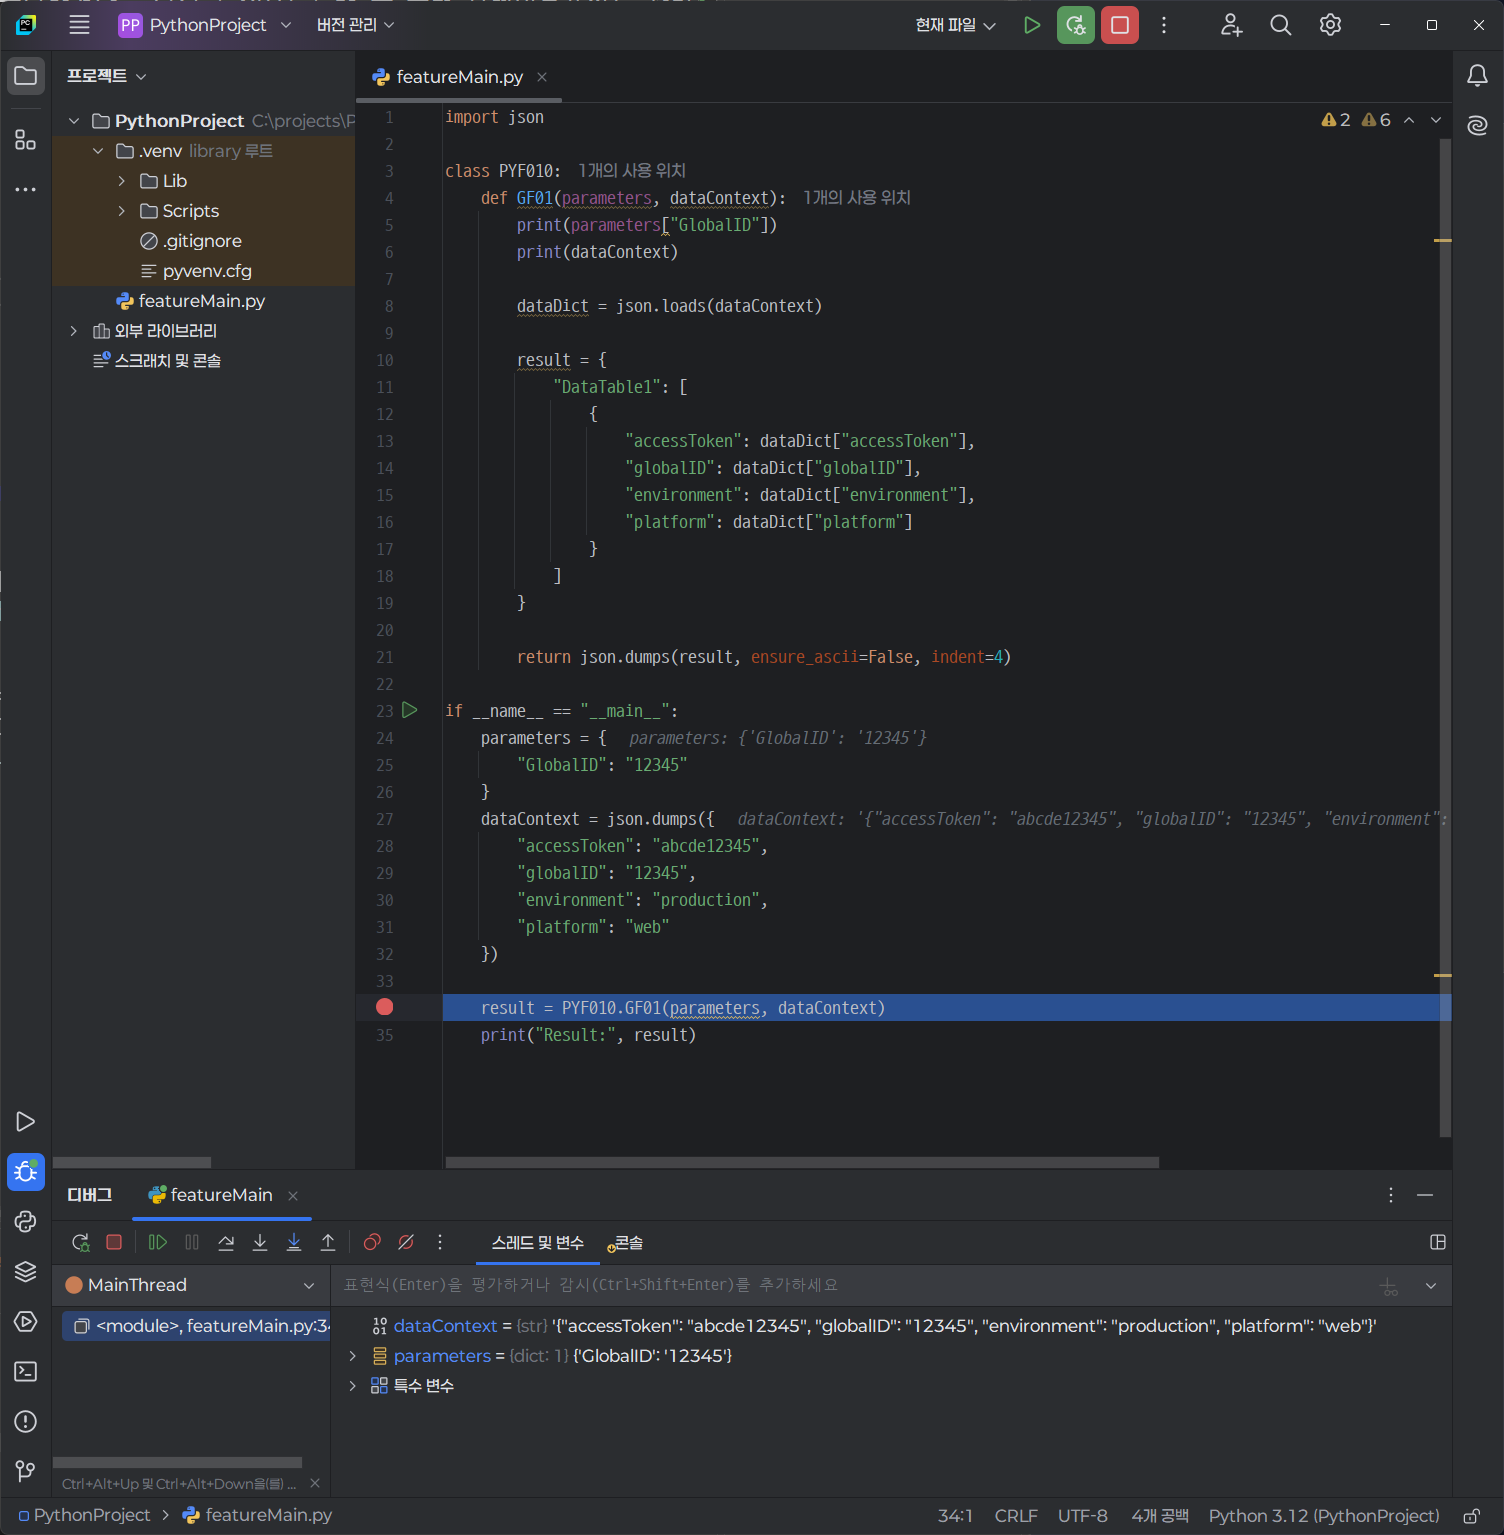 PP PythonProject 버전 관리 현재 파일
프로젝트
featureMain.py
PythonProject C:\projects\P
.venv library 루트
Lib
Scripts
.gitignore
pyvenv.cfg
featureMain.py
외부 라이브러리
스크래치 및 콘솔
2 6
1 import json
2
3 class PYF010: 1개의 사용 위치
4 def GF01(parameters, dataContext): 1개의 사용 위치
5 print(parameters["GlobalID"])
6 print(dataContext)
7
8 dataDict = json.loads(dataContext)
9
10 result = {
11 "DataTable1": [
12 {
13 "accessToken": dataDict["accessToken"],
14 "globalID": dataDict["globalID"],
15 "environment": dataDict["environment"],
16 "platform": dataDict["platform"]
17 }
18 ]
19 }
20
21 return json.dumps(result, ensure_ascii=False, indent=4)
22
23 if __name__ == "__main__":
24 parameters = { parameters: {'GlobalID': '12345'}
25 "GlobalID": "12345"
26 }
27 dataContext = json.dumps({ dataContext: '{"accessToken": "abcde12345", "globalID": "12345", "environment":
28 "accessToken": "abcde12345",
29 "globalID": "12345",
30 "environment": "production",
31 "platform": "web"
32 })
33
result = PYF010.GF01(parameters, dataContext)
35 print("Result:", result)
디버그 featureMain
스레드 및 변수 콘솔
MainThread
표현식(Enter)을 평가하거나 감시(Ctrl+Shift+Enter)를 추가하세요
<module>, featureMain.py:34
dataContext = {str} '{"accessToken": "abcde12345", "globalID": "12345", "environment": "production", "platform": "web"}'
parameters = {dict: 1} {'GlobalID': '12345'}
특수 변수
Ctrl+Alt+Up 및 Ctrl+Alt+Down을(를) ...
PythonProject > featureMain.py
34:1 CRLF UTF-8 4개 공백 Python 3.12 (PythonProject)